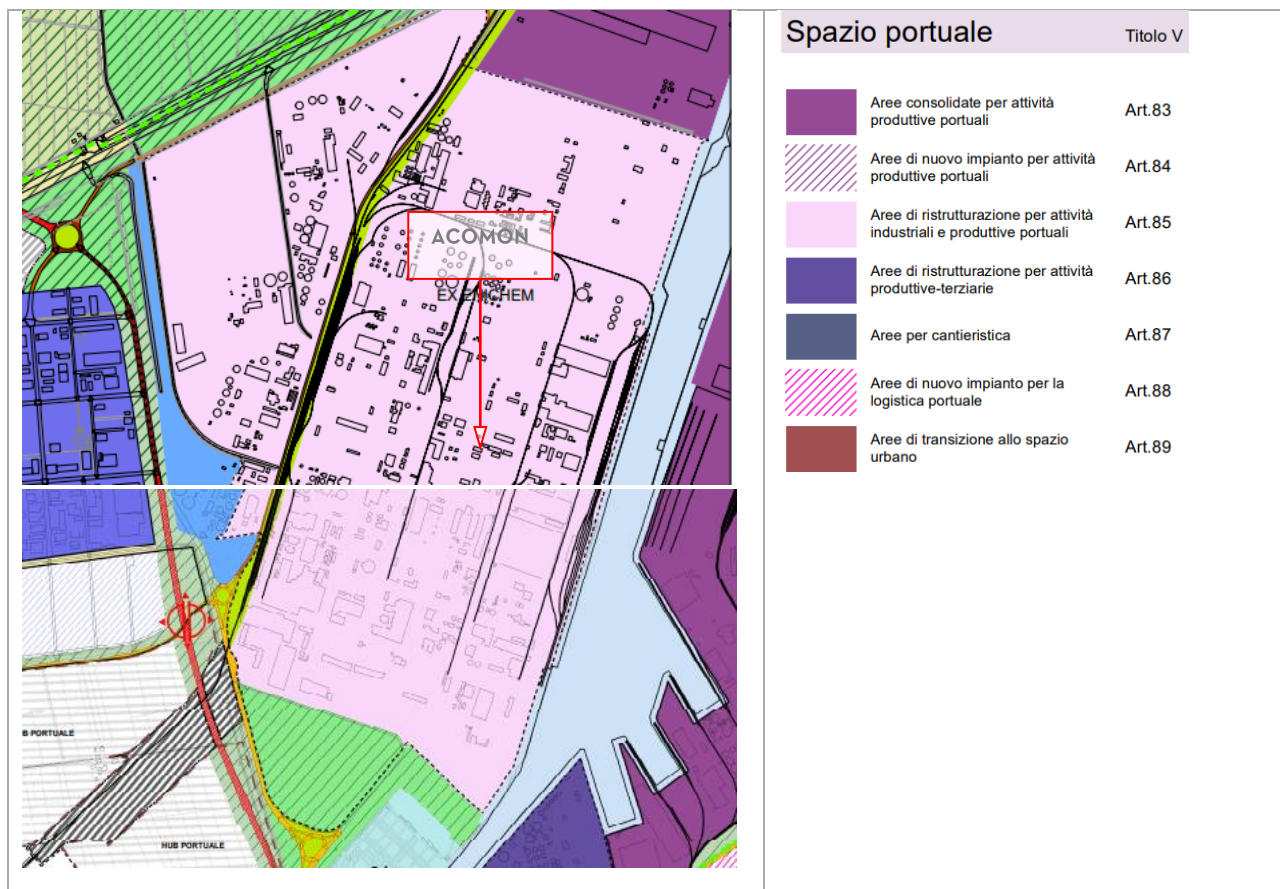 Spazio portuale
Titolo V
Aree consolidate per attività
produttive portuali
Art.83
Aree di nuovo impianto per attività
produttive portuali
Art.84
Aree di ristrutturazione per attività
industriali e produttive portuali
Art.85
Aree di ristrutturazione per attività
produttive-terziarie
Art.86
Aree per cantieristica
Art.87
Aree di nuovo impianto per la
logistica portuale
Art.88
Aree di transizione allo spazio
urbano
Art.89
ACOMON
EX ENICHEM
B PORTUALE
HUB PORTUALE